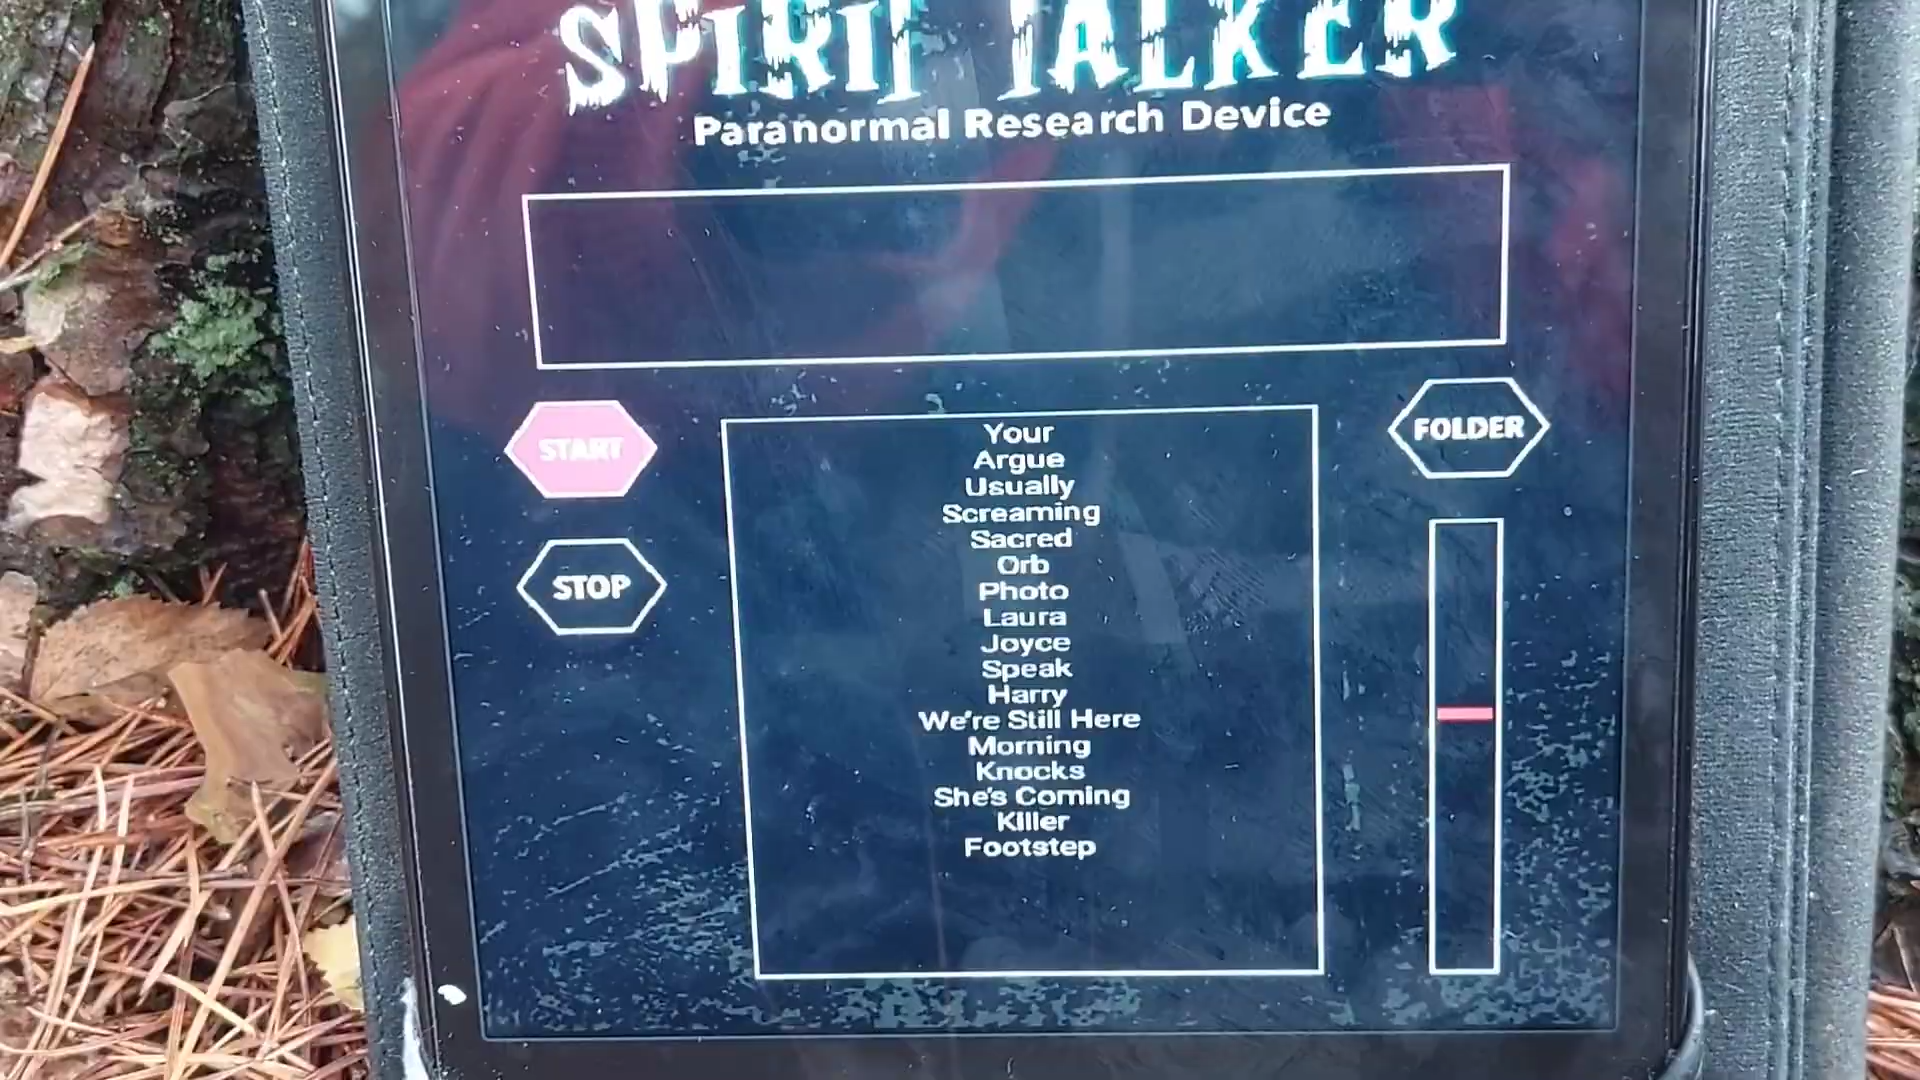 SPIRIT TALKER
Paranormal Research Device
START
FOLDER
STOP
Your
Argue
Usually
Screaming
Sacred
Orb
Photo
Laura
Joyce
Speak
Harry
We're Still Here
Morning
Knocks
She's Coming
Killer
Footstep